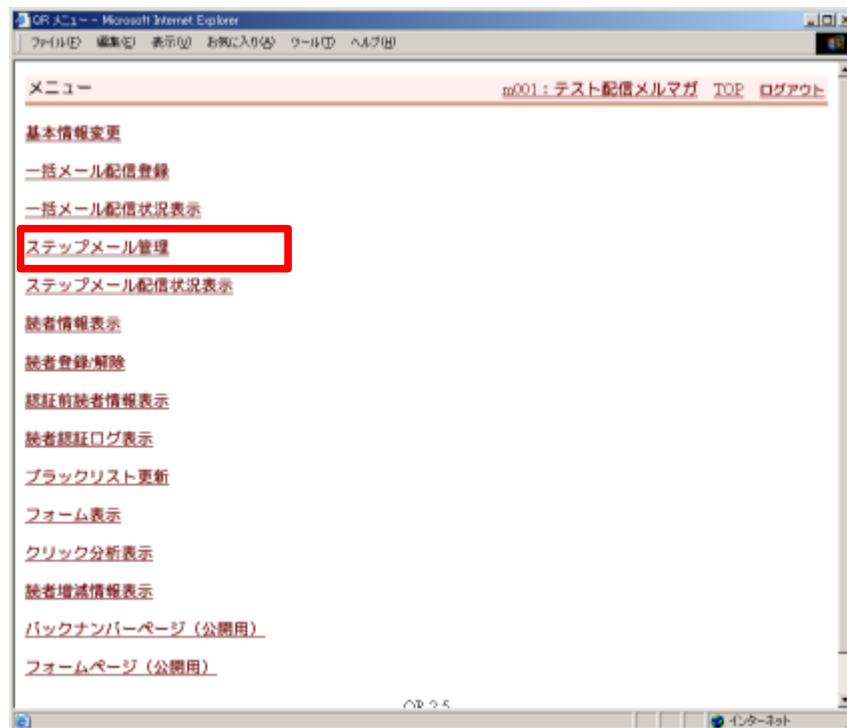 QR メニュー - Microsoft Internet Explorer
ファイル(F) 編集(E) 表示(V) お気に入り(A) ツール(T) ヘルプ(H)
メニュー m001：テスト配信メルマガ TOP ログアウト
基本情報変更
一括メール配信登録
一括メール配信状況表示
ステップメール管理
ステップメール配信状況表示
読者情報表示
読者登録/解除
認証前読者情報表示
読者認証ログ表示
ブラックリスト更新
フォーム表示
クリック分析表示
読者増減情報表示
バックナンバーページ（公開用）
フォームページ（公開用）
インターネット